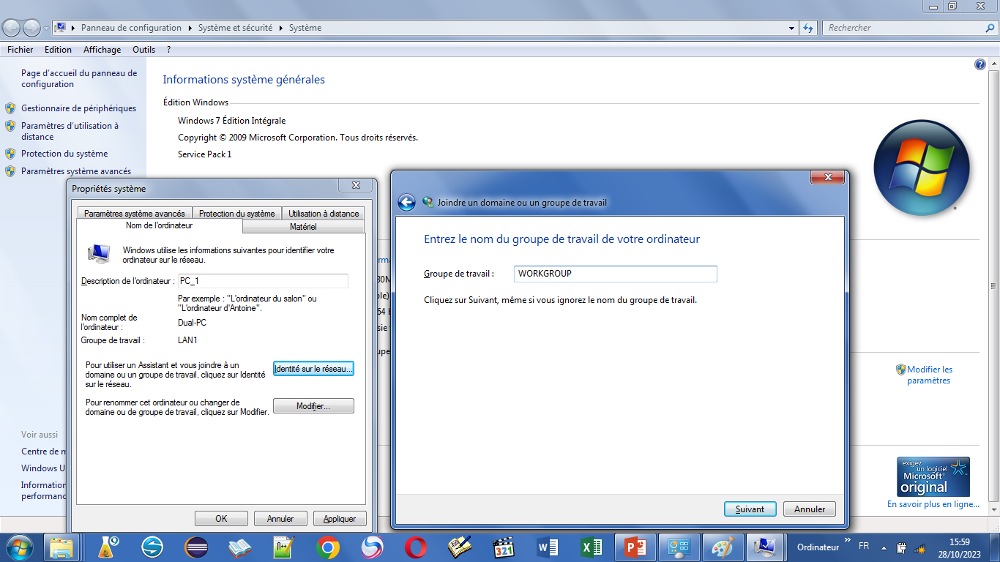 Panneau de configuration
Système et sécurité
Système
Rechercher
Fichier Edition Affichage Outils ?
Page d'accueil du panneau de
configuration
Gestionnaire de périphériques
Paramètres d'utilisation à
distance
Protection du système
Paramètres système avancés
Informations système générales
Édition Windows
Windows 7 Édition Intégrale
Copyright © 2009 Microsoft Corporation. Tous droits réservés.
Service Pack 1
Propriétés système
Paramètres système avancés Protection du système Utilisation à distance
Nom de l'ordinateur Matériel
Windows utilise les informations suivantes pour identifier votre
ordinateur sur le réseau.
Description de l'ordinateur : PC_1
Par exemple : "L'ordinateur du salon" ou
"L'ordinateur d'Antoine".
Nom complet de
l'ordinateur :
Dual-PC
Groupe de travail : LAN1
Pour utiliser un Assistant et vous joindre à un
domaine ou un groupe de travail, cliquez sur Identité
sur le réseau.
Identité sur le réseau...
Pour renommer cet ordinateur ou changer de
domaine ou de groupe de travail, cliquez sur Modifier.
Modifier...
OK Annuler Appliquer
Joindre un domaine ou un groupe de travail
Entrez le nom du groupe de travail de votre ordinateur
Groupe de travail : WORKGROUP
Cliquez sur Suivant, même si vous ignorez le nom du groupe de travail.
Suivant Annuler
Modifier les
paramètres
Voir aussi
Centre de m
Windows U
Information
performanc
exigez
un logiciel
Microsoft®
original
En savoir plus en ligne...
321
Ordinateur
FR
15:59
28/10/2023